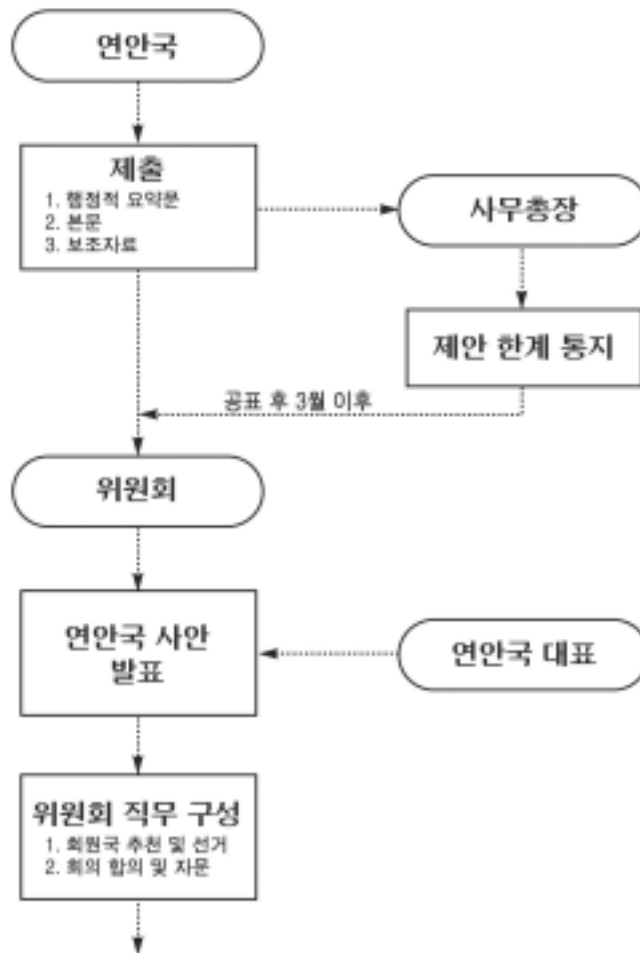 연안국
제출
1. 행정적 요약문
2. 본문
3. 보조자료
사무총장
제안 한계 통지
공표 후 3월 이후
위원회
연안국 사안
발표
연안국 대표
위원회 직무 구성
1. 회원국 추천 및 선거
2. 회의 합의 및 자문